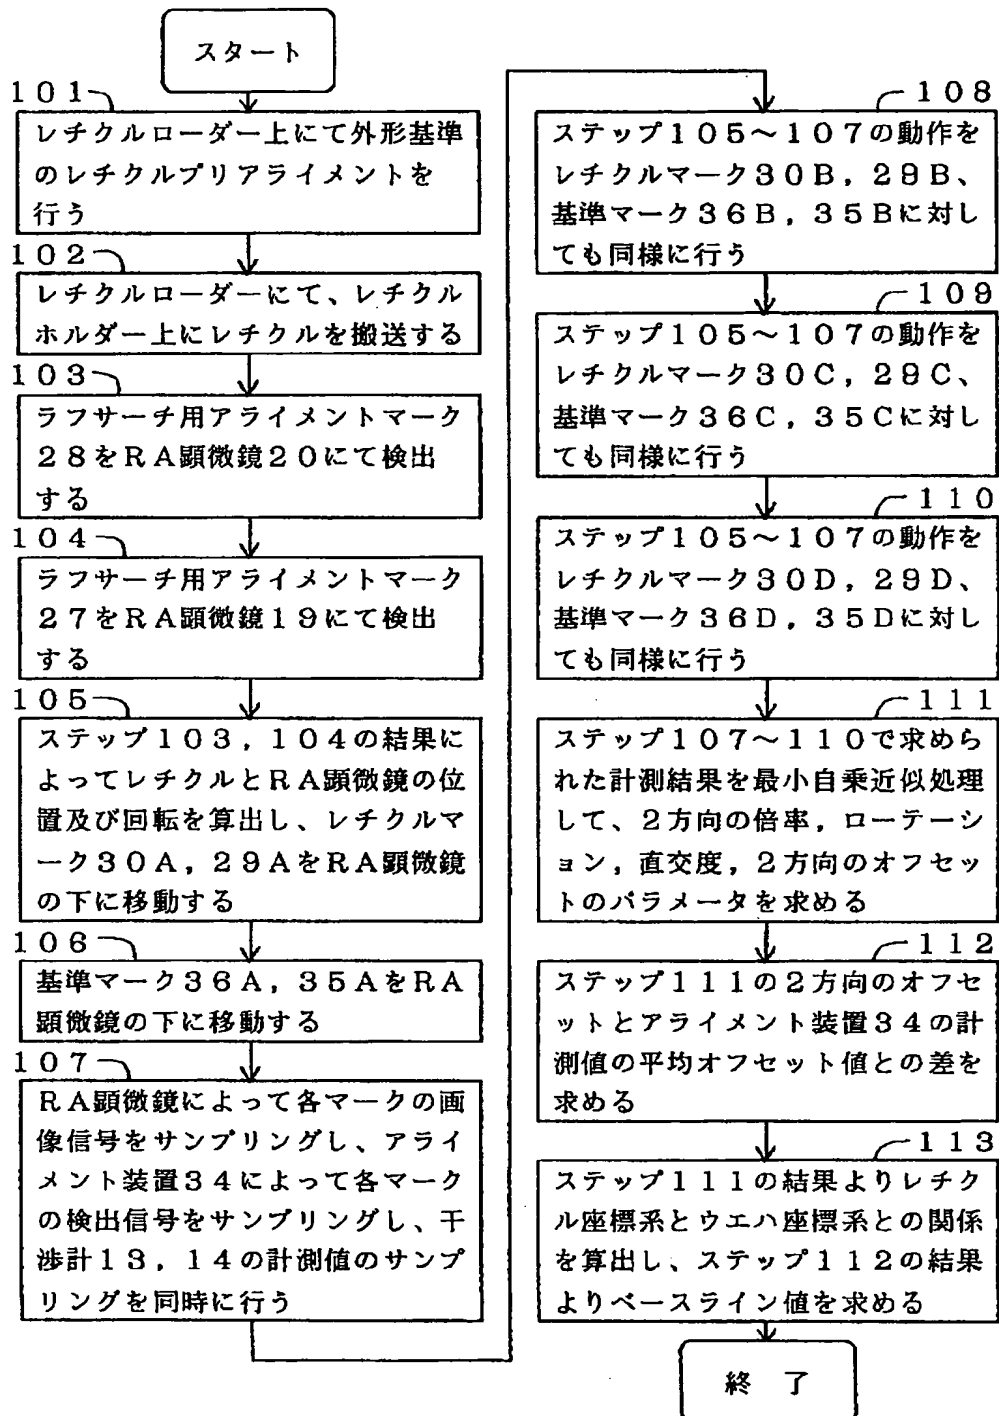 スタート
101
レチクルローダー上にて外形基準
のレチクルプリアライメントを
行う
102
レチクルローダーにて、レチクル
ホルダー上にレチクルを搬送する
103
ラフサーチ用アライメントマーク
28をRA顕微鏡20にて検出
する
104
ラフサーチ用アライメントマーク
27をRA顕微鏡19にて検出
する
105
ステップ103,104の結果に
よってレチクルとRA顕微鏡の位
置及び回転を算出し、レチクルマ
ーク30A,29AをRA顕微鏡
の下に移動する
106
基準マーク36A,35AをRA
顕微鏡の下に移動する
107
RA顕微鏡によって各マークの画
像信号をサンプリングし、アライ
メント装置34によって各マーク
の検出信号をサンプリングし、干
渉計13,14の計測値のサンプ
リングを同時に行う
108
ステップ105~107の動作を
レチクルマーク30B,29B、
基準マーク36B,35Bに対し
ても同様に行う
109
ステップ105~107の動作を
レチクルマーク30C,29C、
基準マーク36C,35Cに対し
ても同様に行う
110
ステップ105~107の動作を
レチクルマーク30D,29D、
基準マーク36D,35Dに対し
ても同様に行う
111
ステップ107~110で求めら
れた計測結果を最小自乗近似処理
して、2方向の倍率,ローテーシ
ョン,直交度,2方向のオフセッ
トのパラメータを求める
112
ステップ111の2方向のオフセ
ットとアライメント装置34の計
測値の平均オフセット値との差を
求める
113
ステップ111の結果よりレチク
ル座標系とウエハ座標系との関係
を算出し、ステップ112の結果
よりベースライン値を求める
終了